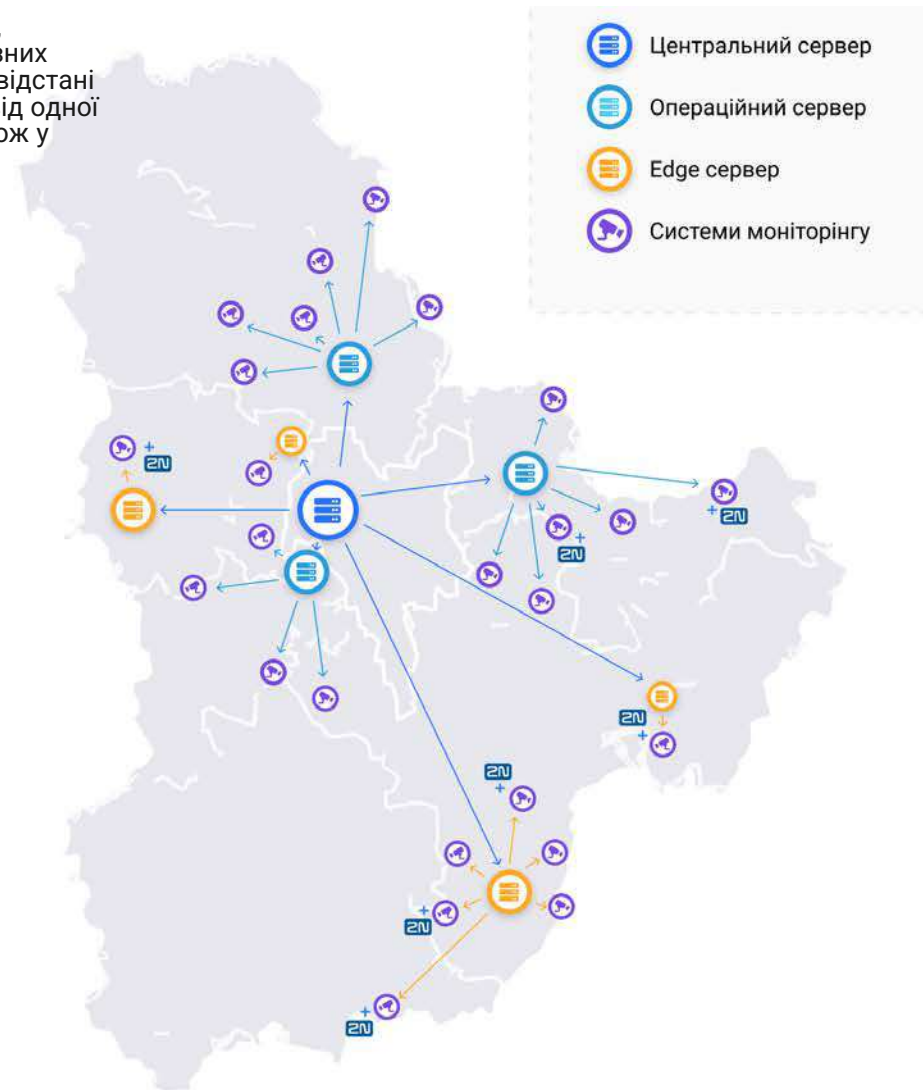 зних
відстані
ід одної
ож у
Центральний сервер
Операційний сервер
Edge сервер
Системи моніторінгу
+
2N
+ 2N
+
2N
2N
+
2N
+
+
2N
+
2N